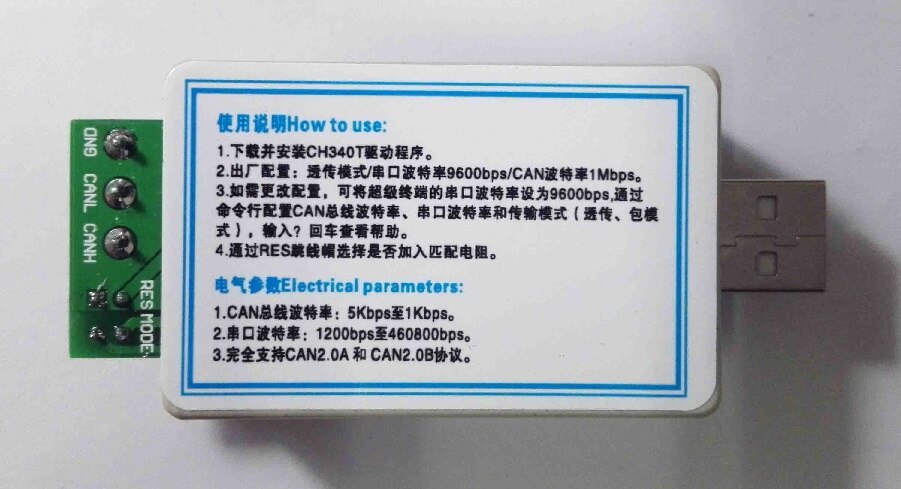 使用说明How to use:
1.下载并安装CH340T驱动程序。
2.出厂配置：透传模式/串口波特率9600bps/CAN波特率1Mbps。
3.如需更改配置，可将超级终端的串口波特率设为9600bps,通过
命令行配置CAN总线波特率、串口波特率和传输模式（透传、包模
式），输入？回车查看帮助。
4.通过RES跳线帽选择是否加入匹配电阻。
电气参数Electrical parameters:
1.CAN总线波特率：5Kbps至1Kbps。
2.串口波特率：1200bps至460800bps。
3.完全支持CAN2.0A 和 CAN2.0B协议。
GND
CANL
CANH
RES
MODE